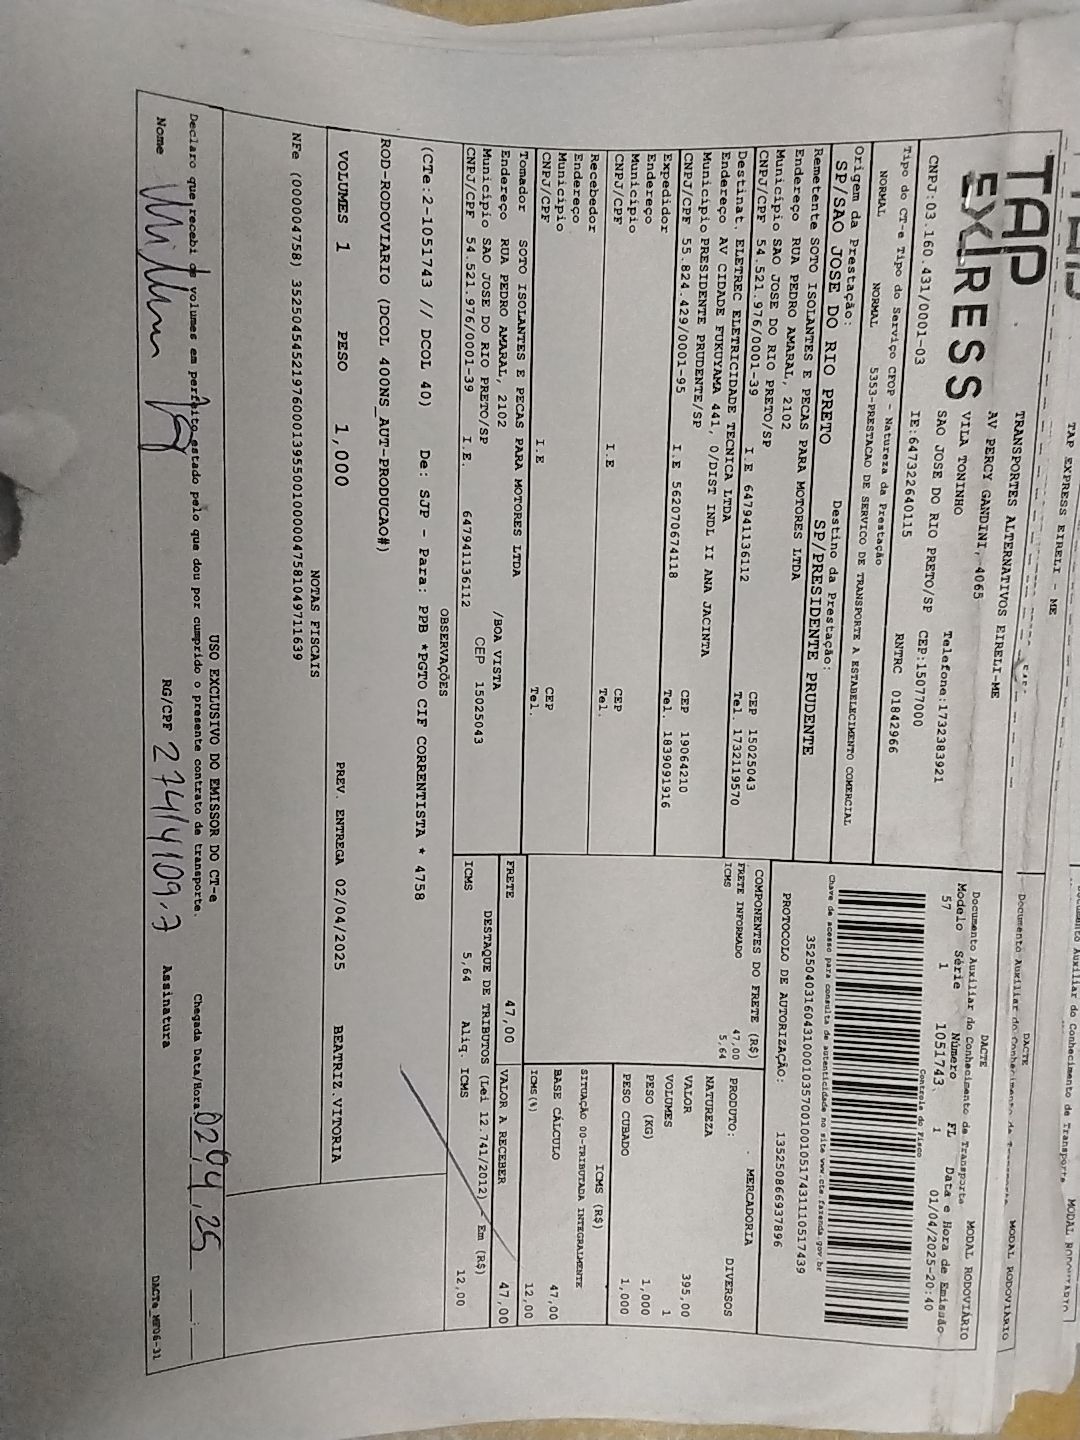 TAP EXPRESS EIRELI - ME
Documento Auxiliar do Conhecimento de Transporte MODAL RODOVIÁRIO
DACTE
TAP EXPRESS
TRANSPORTES ALTERNATIVOS EIRELI-ME
AV PERCY GANDINI, 4065
VILA TONINHO
SAO JOSE DO RIO PRETO/SP CEP:15077000
Telefone:1732383921
CNPJ:03.160.431/0001-03 IE:647322640115 RNTRC 01842966
DACTE MODAL RODOVIÁRIO
Documento Auxiliar do Conhecimento de Transporte
Modelo Série Número FL Data e Hora de Emissão
57 1 1051743 1 01/04/2025-20:40
Controle do Fisco
Tipo do CT-e Tipo do Serviço CFOP - Natureza da Prestação
NORMAL NORMAL 5353-PRESTACAO DE SERVICO DE TRANSPORTE A ESTABELECIMENTO COMERCIAL
Chave de acesso para consulta de autenticidade no site www.cte.fazenda.gov.br
35250403160431000103570010010517431110517439
PROTOCOLO DE AUTORIZAÇÃO: 135250866937896
Origem da Prestação: Destino da Prestação:
SP/SAO JOSE DO RIO PRETO SP/PRESIDENTE PRUDENTE
Remetente SOTO ISOLANTES E PECAS PARA MOTORES LTDA
Endereço RUA PEDRO AMARAL, 2102
Município SAO JOSE DO RIO PRETO/SP CEP 15025043
CNPJ/CPF 54.521.976/0001-39 I.E 647941136112 Tel. 1732119570
Destinat. ELETREC ELETRICIDADE TECNICA LTDA
Endereço AV CIDADE FUKUYAMA 441, 0/DIST INDL II ANA JACINTA
Município PRESIDENTE PRUDENTE/SP CEP 19064210
CNPJ/CPF 55.824.429/0001-95 I.E 562070674118 Tel. 1839091916
Expedidor
Endereço
Município CEP
CNPJ/CPF I.E Tel.
Recebedor
Endereço
Município CEP
CNPJ/CPF I.E Tel.
Tomador SOTO ISOLANTES E PECAS PARA MOTORES LTDA
Endereço RUA PEDRO AMARAL, 2102 /BOA VISTA
Município SAO JOSE DO RIO PRETO/SP CEP 15025043
CNPJ/CPF 54.521.976/0001-39 I.E. 647941136112
COMPONENTES DO FRETE (R$)
FRETE INFORMADO 47,00
ICMS 5,64
PRODUTO: MERCADORIA
NATUREZA DIVERSOS
VALOR 395,00
VOLUMES 1
PESO (KG) 1,000
PESO CUBADO 1,000
ICMS (R$)
SITUAÇÃO 00-TRIBUTADA INTEGRALMENTE
BASE CÁLCULO 47,00
ICMS(%) 12,00
FRETE 47,00 VALOR A RECEBER 47,00
DESTAQUE DE TRIBUTOS (Lei 12.741/2012) - Em (R$)
ICMS 5,64 Aliq. ICMS 12,00
OBSERVAÇÕES
(CTe:2-1051743 // DCOL 40) De: SJP - Para: PPB *PGTO CIF CORRENTISTA * 4758
ROD-RODOVIARIO (DCOL 400NS_AUT-PRODUCAO#)
VOLUMES 1 PESO 1,000 PREV. ENTREGA 02/04/2025 BEATRIZ.VITORIA
NOTAS FISCAIS
NFe (000004758) 35250454521976000139550010000047581049711639
USO EXCLUSIVO DO EMISSOR DO CT-e
Declaro que recebi os volumes em perfeito estado pelo que dou por cumprido o presente contrato de transporte. Chegada Data/Hora 02/04/25
Nome RG/CPF 27414109.7 Assinatura
DACTe_MF06-31